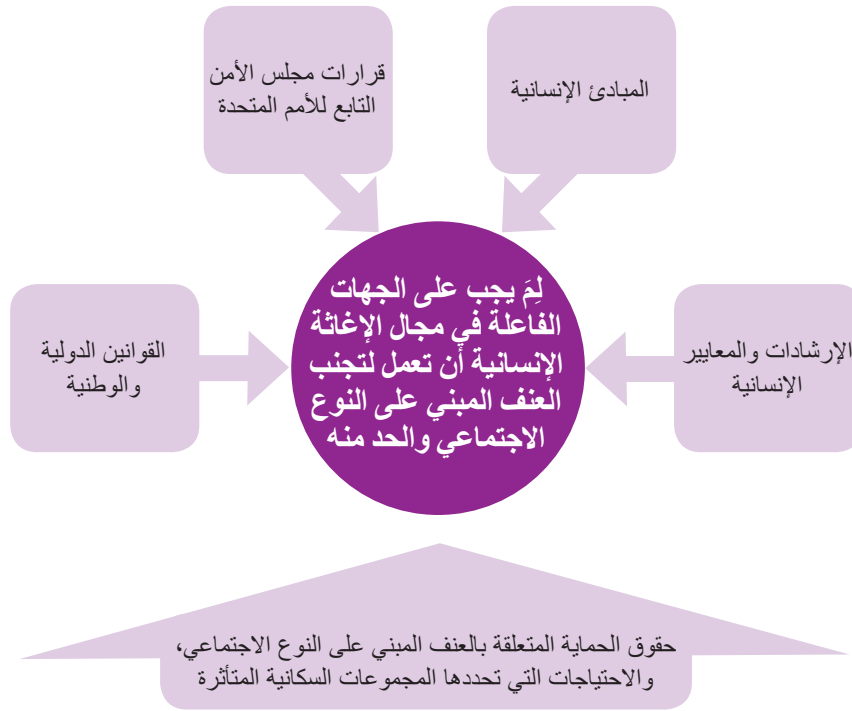 المبادئ الإنسانية
قرارات مجلس الأمن
التابع للأمم المتحدة
الإرشادات والمعايير
الإنسانية
لِمَ يجب على الجهات
الفاعلة في مجال الإغاثة
الإنسانية أن تعمل لتجنب
العنف المبني على النوع
الاجتماعي والحد منه
القوانين الدولية
والوطنية
حقوق الحماية المتعلقة بالعنف المبني على النوع الاجتماعي،
والاحتياجات التي تحددها المجموعات السكانية المتأثرة